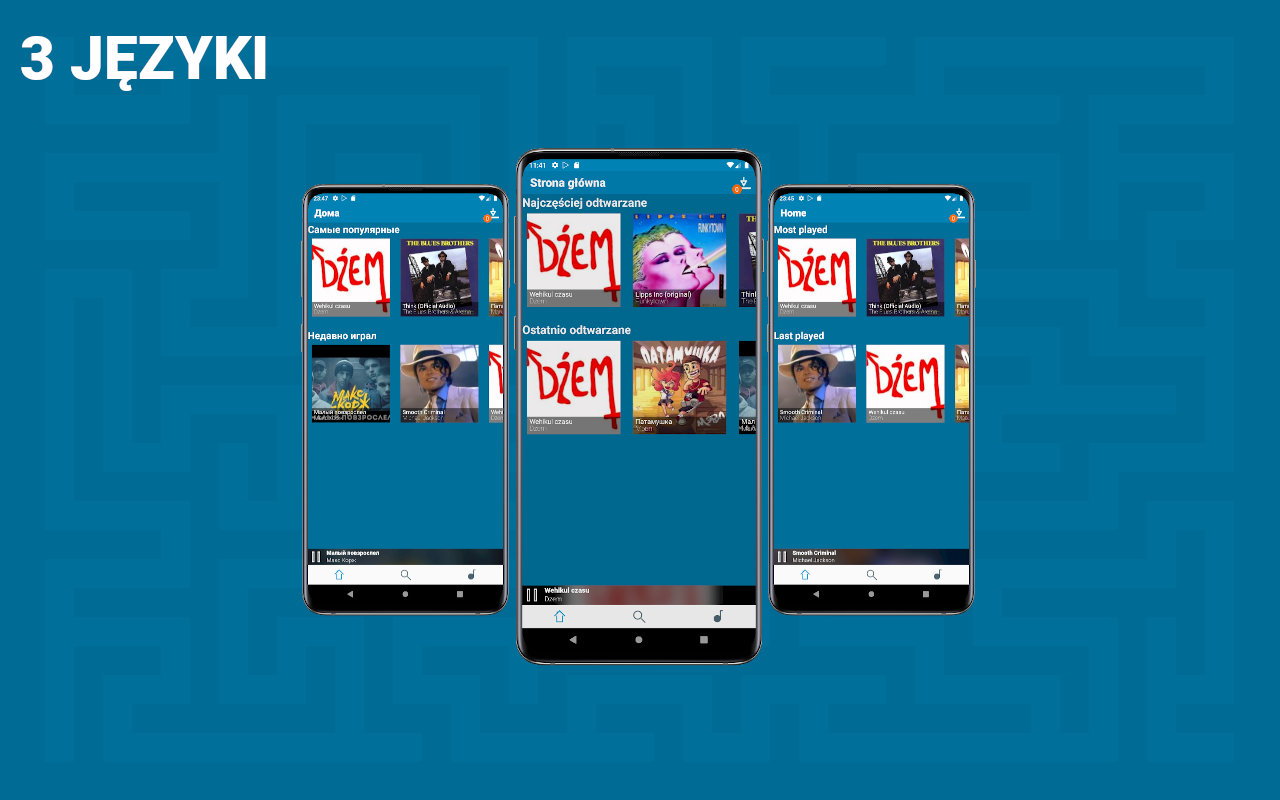 3 JĘZYKI
23:47
Дома
0
Самые популярные
DŻEM
Wehikuł czasu
Dżem
THE BLUES BROTHERS
Think (Official Audio)
The Blues Brothers & Aretha
Недавно играл
МАКС КОРЖ
Малый повзрослел
Smooth Criminal
Michael Jackson
Малый повзрослел
Макс Корж
11:41
Strona główna
0
Najczęściej odtwarzane
DŻEM
Wehikuł czasu
Dżem
LIPPS INC
FUNKYTOWN
Lipps Inc (original)
Funkytown
Ostatnio odtwarzane
DŻEM
Wehikuł czasu
Dżem
ПАТАМУШКА
Патамушка
Wehikuł czasu
Dżem
23:45
Home
0
Most played
DŻEM
Wehikuł czasu
Dżem
THE BLUES BROTHERS
Think (Official Audio)
The Blues Brothers & Aretha
Last played
Smooth Criminal
Michael Jackson
DŻEM
Wehikuł czasu
Dżem
Smooth Criminal
Michael Jackson